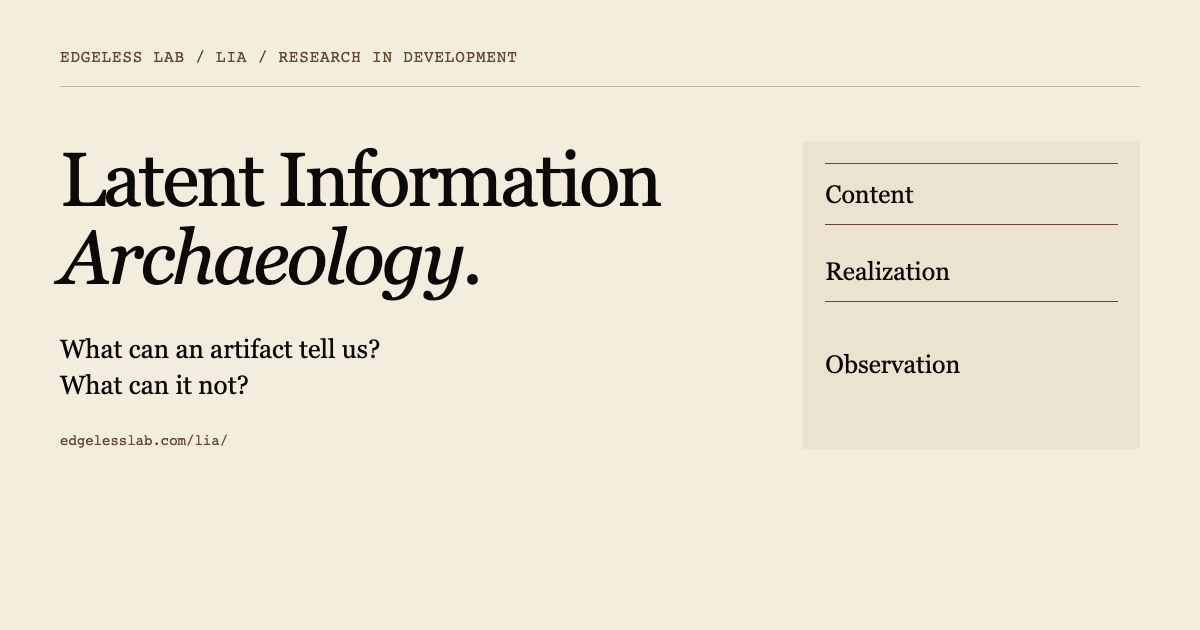 EDGELESS LAB / LIA / RESEARCH IN DEVELOPMENT
Latent Information
Archaeology.
What can an artifact tell us?
What can it not?
edgelesslab.com/lia/
Content
Realization
Observation